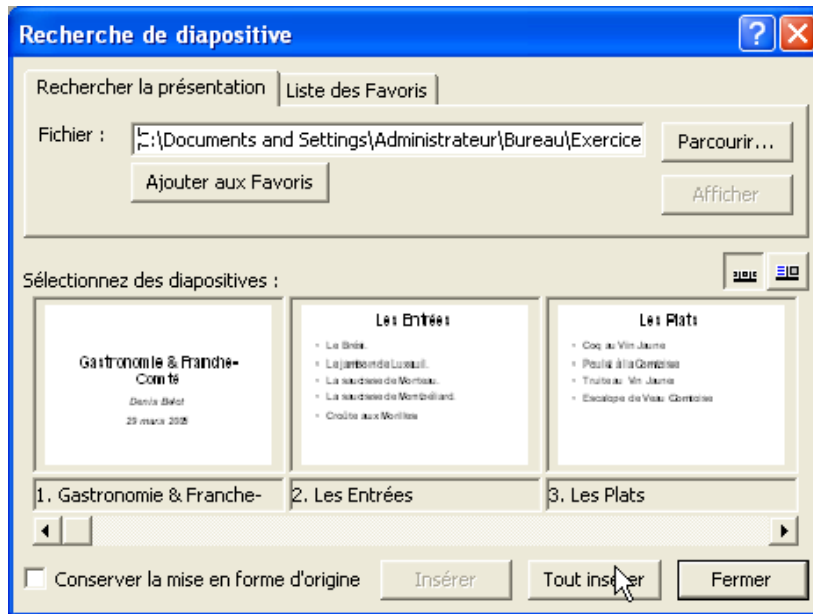 Recherche de diapositive
Rechercher la présentation
Liste des Favoris
Fichier :
C:\Documents and Settings\Administrateur\Bureau\Exercice
Parcourir...
Ajouter aux Favoris
Afficher
Sélectionnez des diapositives :
Gastronomie & Franche-
Comté
Denis Belot
29 mars 2005
Les Entrées
Le Brési.
Le jambon de Luxeuil.
La saucisse de Morteau.
La saucisse de Montbéliard.
Croûte aux Morilles
Les Plats
Coq au Vin Jaune
Poulet à la Comtoise
Truite au Vin Jaune
Escalope de Veau Comtoise
1. Gastronomie & Franche-
2. Les Entrées
3. Les Plats
Conserver la mise en forme d'origine
Insérer
Tout insérer
Fermer